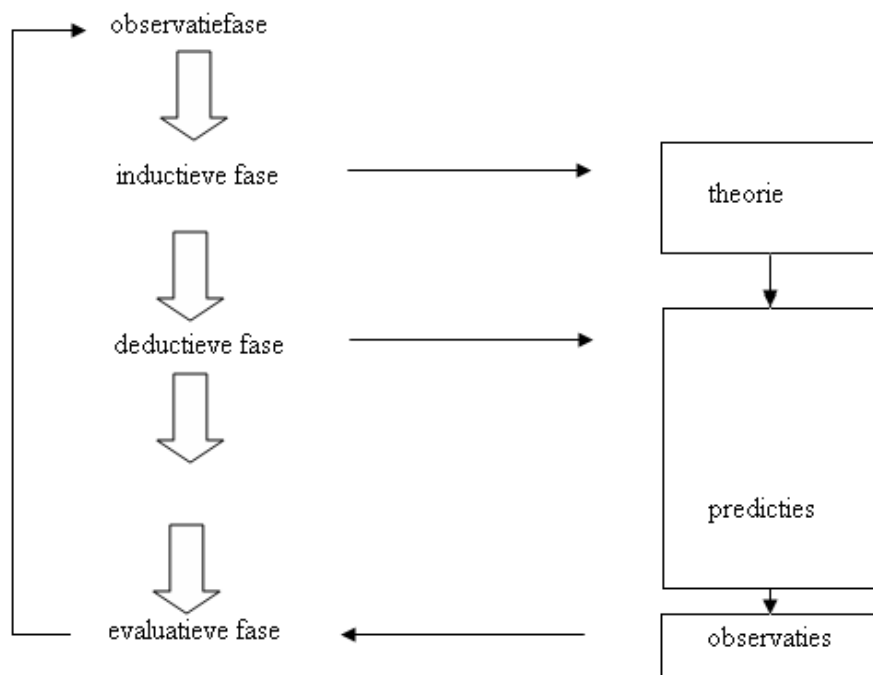 observatiefase
inductieve fase
theorie
deductieve fase
predicties
evaluatieve fase
observaties